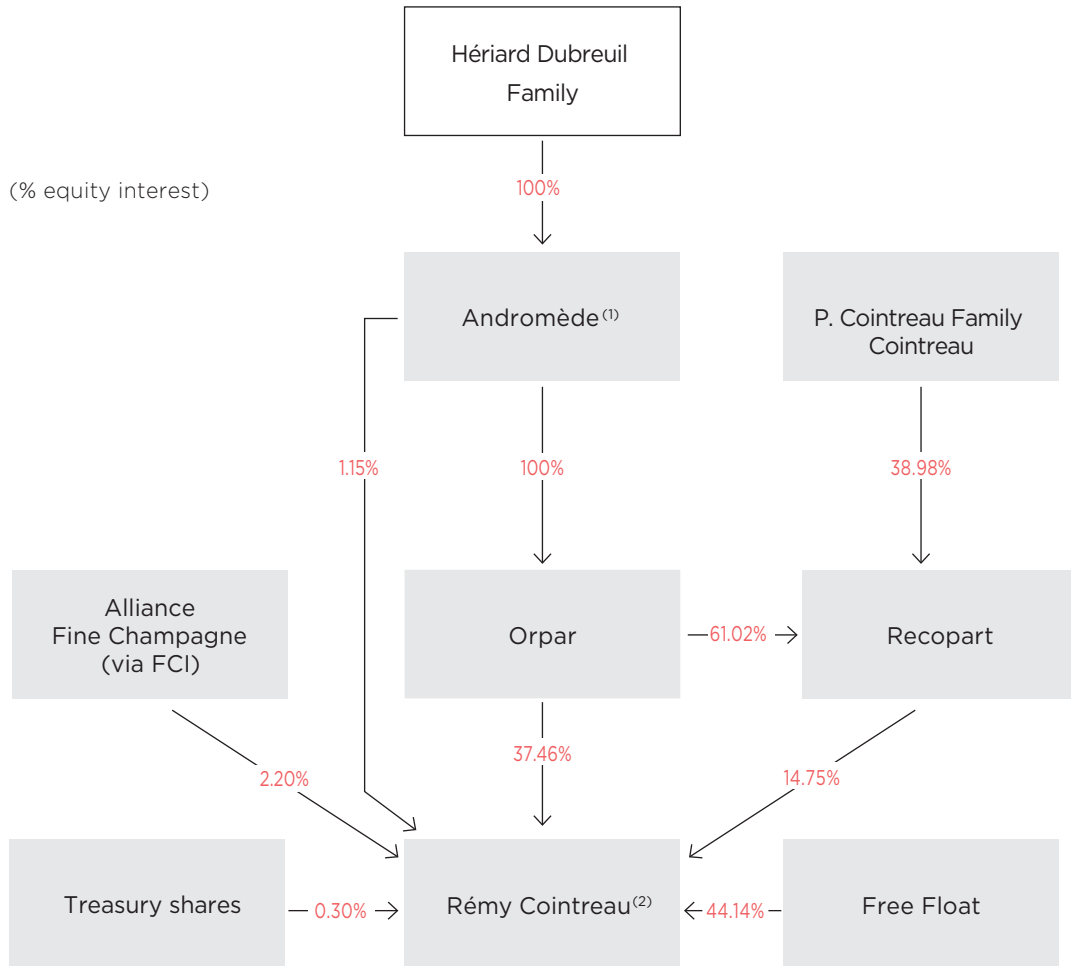 Hériard Dubreuil
Family
(% equity interest)
100%
Andromède(1)
P. Cointreau Family
Cointreau
1.15%
100%
38.98%
Alliance
Fine Champagne
(via FCI)
Orpar
61.02%
Recopart
2.20%
37.46%
14.75%
Treasury shares
0.30%
Rémy Cointreau(2)
44.14%
Free Float